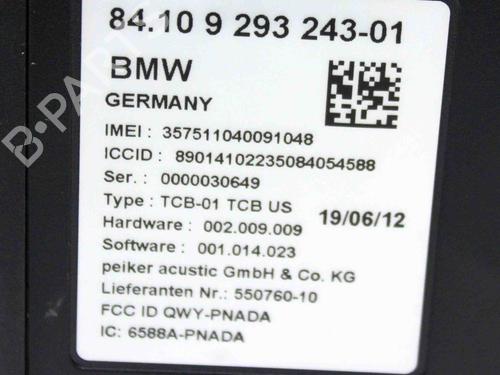 84.10 9 293 243-01
BMW
GERMANY
IMEI : 357511040091048
ICCID : 89014102235084054588
Ser. : 0000030649
Type : TCB-01 TCB US
19/06/12
Hardware : 002.009.009
Software : 001.014.023
peiker acustic GmbH & Co. KG
Lieferanten Nr.: 550760-10
FCC ID QWY-PNADA
IC: 6588A-PNADA
B-PARTS